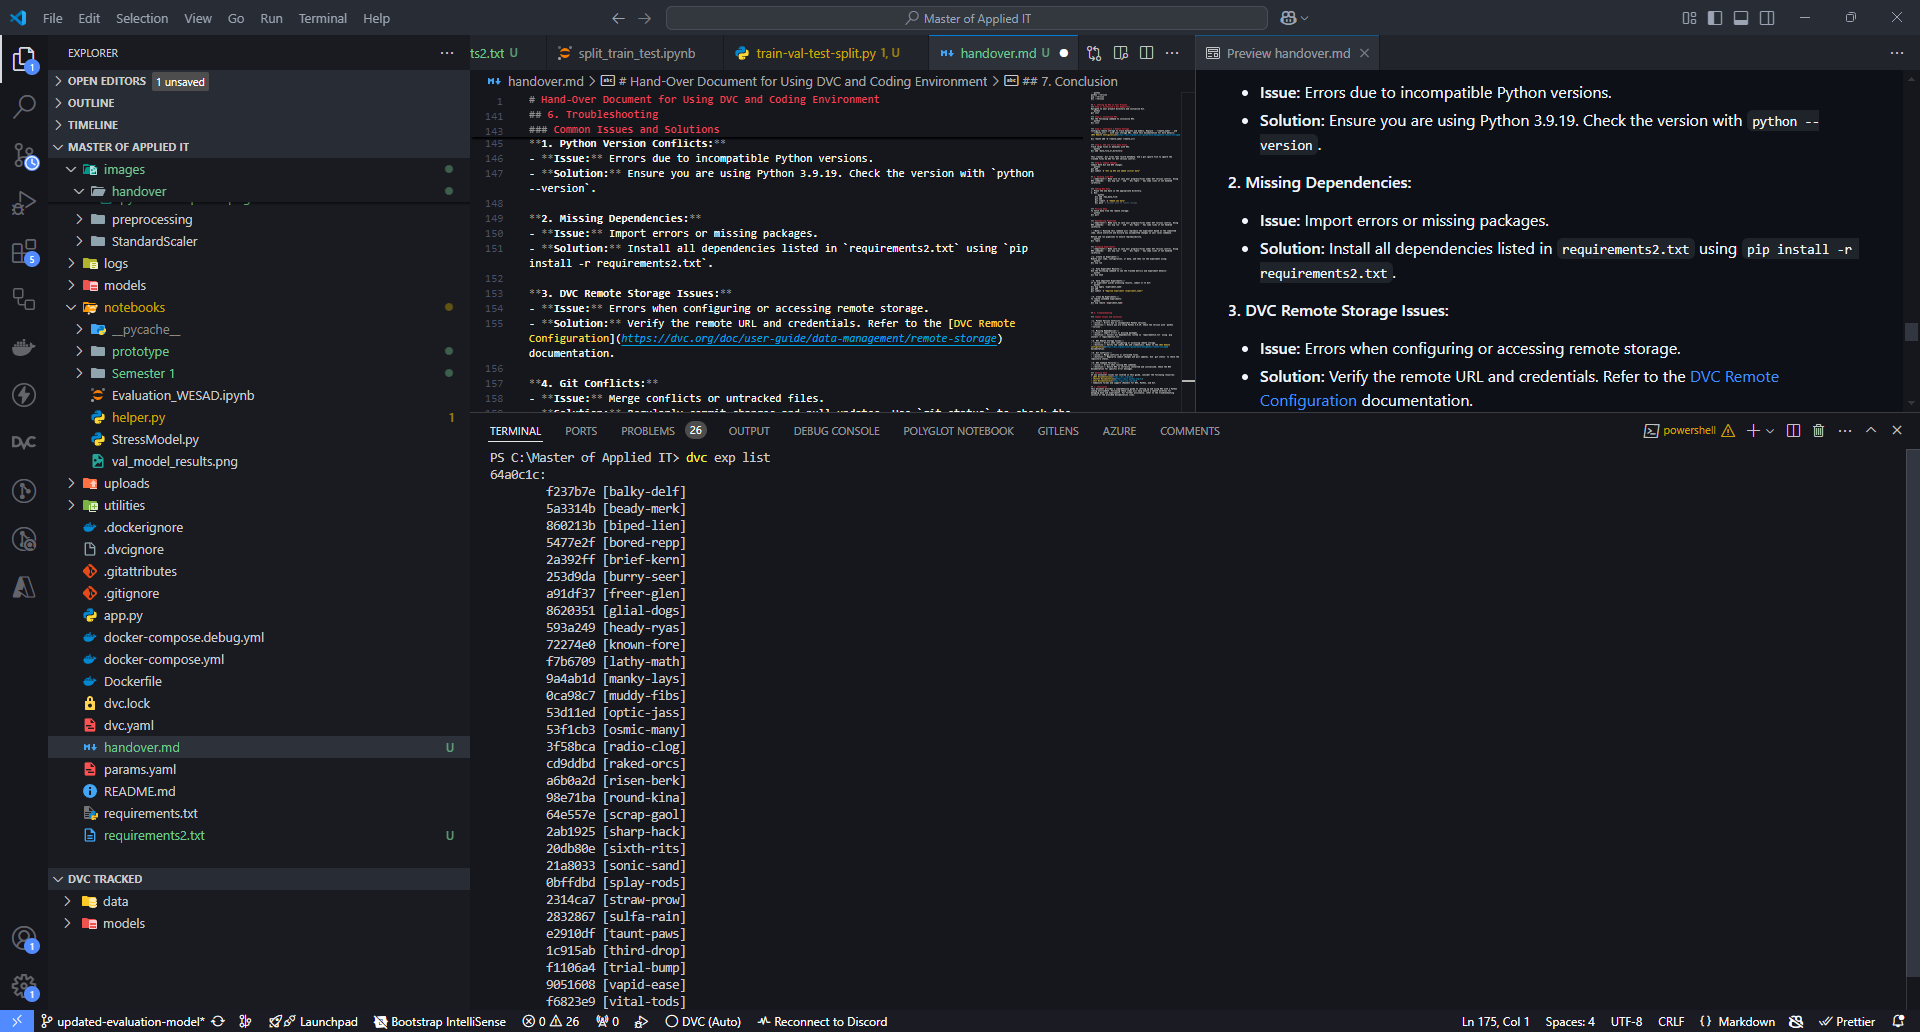 File Edit Selection View Go Run Terminal Help
Master of Applied IT
EXPLORER
OPEN EDITORS 1 unsaved
OUTLINE
TIMELINE
MASTER OF APPLIED IT
images
handover
preprocessing
StandardScaler
logs
models
notebooks
__pycache__
prototype
Semester 1
Evaluation_WESAD.ipynb
helper.py 1
StressModel.py
val_model_results.png
uploads
utilities
.dockerignore
.dvcignore
.gitattributes
.gitignore
app.py
docker-compose.debug.yml
docker-compose.yml
Dockerfile
dvc.lock
dvc.yaml
handover.md U
params.yaml
README.md
requirements.txt
requirements2.txt U
DVC TRACKED
data
models
ts2.txt U split_train_test.ipynb train-val-test-split.py 1, U handover.md U
handover.md > # Hand-Over Document for Using DVC and Coding Environment > ## 7. Conclusion
1 # Hand-Over Document for Using DVC and Coding Environment
141 ## 6. Troubleshooting
143 ### Common Issues and Solutions
145 **1. Python Version Conflicts:**
146 - **Issue:** Errors due to incompatible Python versions.
147 - **Solution:** Ensure you are using Python 3.9.19. Check the version with `python
--version`.
148
149 **2. Missing Dependencies:**
150 - **Issue:** Import errors or missing packages.
151 - **Solution:** Install all dependencies listed in `requirements2.txt` using `pip
install -r requirements2.txt`.
152
153 **3. DVC Remote Storage Issues:**
154 - **Issue:** Errors when configuring or accessing remote storage.
155 - **Solution:** Verify the remote URL and credentials. Refer to the [DVC Remote
Configuration](https://dvc.org/doc/user-guide/data-management/remote-storage)
documentation.
156
157 **4. Git Conflicts:**
158 - **Issue:** Merge conflicts or untracked files.
Preview handover.md
Issue: Errors due to incompatible Python versions.
Solution: Ensure you are using Python 3.9.19. Check the version with python --
version .
2. Missing Dependencies:
Issue: Import errors or missing packages.
Solution: Install all dependencies listed in requirements2.txt using pip install -r
requirements2.txt .
3. DVC Remote Storage Issues:
Issue: Errors when configuring or accessing remote storage.
Solution: Verify the remote URL and credentials. Refer to the DVC Remote
Configuration documentation.
TERMINAL PORTS PROBLEMS 26 OUTPUT DEBUG CONSOLE POLYGLOT NOTEBOOK GITLENS AZURE COMMENTS
powershell
PS C:\Master of Applied IT> dvc exp list
64a0c1c:
f237b7e [balky-delf]
5a3314b [beady-merk]
860213b [biped-lien]
5477e2f [bored-repp]
2a392ff [brief-kern]
253d9da [burry-seer]
a91df37 [freer-glen]
8620351 [glial-dogs]
593a249 [heady-ryas]
72274e0 [known-fore]
f7b6709 [lathy-math]
9a4ab1d [manky-lays]
0ca98c7 [muddy-fibs]
53d11ed [optic-jass]
53f1cb3 [osmic-many]
3f58bca [radio-clog]
cd9ddbd [raked-orcs]
a6b0a2d [risen-berk]
98e71ba [round-kina]
64e557e [scrap-gaol]
2ab1925 [sharp-hack]
20db80e [sixth-rits]
21a8033 [sonic-sand]
0bffdbd [splay-rods]
2314ca7 [straw-prow]
2832867 [sulfa-rain]
e2910df [taunt-paws]
1c915ab [third-drop]
f1106a4 [trial-bump]
9051608 [vapid-ease]
f6823e9 [vital-tods]
updated-evaluation-model* Launchpad Bootstrap IntelliSense 0 26 0 DVC (Auto) Reconnect to Discord
Ln 175, Col 1 Spaces: 4 UTF-8 CRLF Markdown Prettier